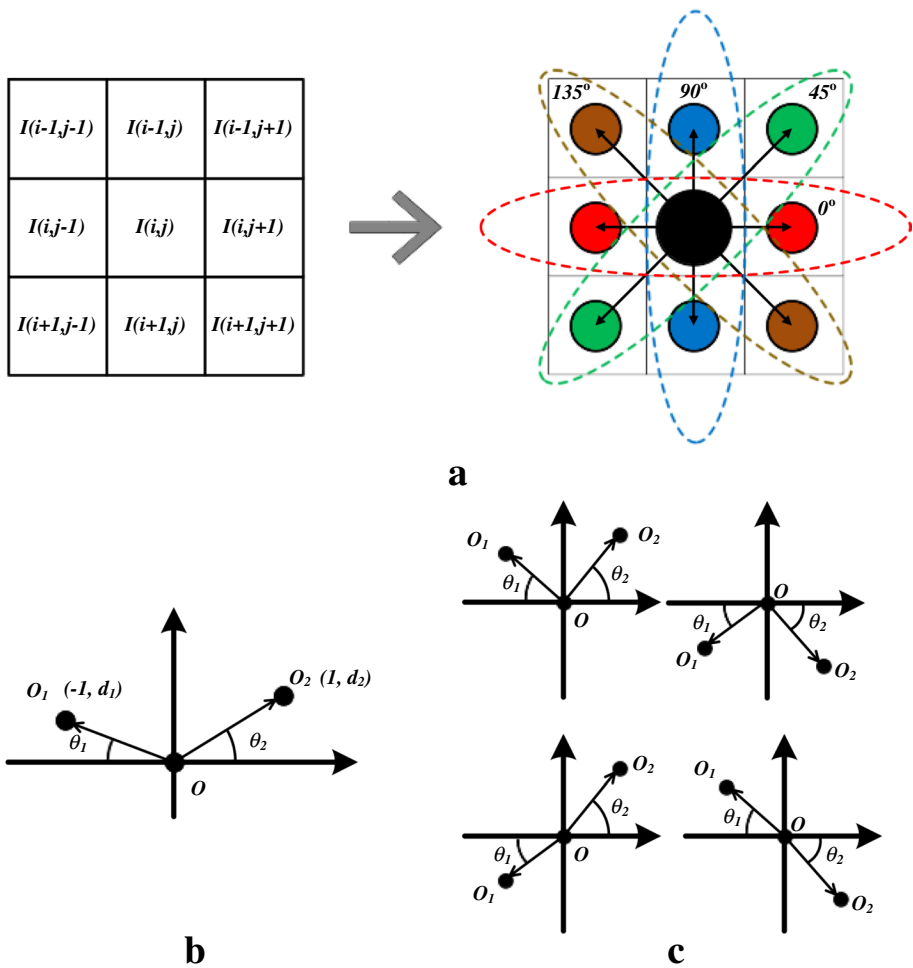 I(i-1,j-1) I(i-1,j) I(i-1,j+1)
I(i,j-1) I(i,j) I(i,j+1)
I(i+1,j-1) I(i+1,j) I(i+1,j+1)
135° 90° 45°
0°
a
O₁ (-1, d₁) O₂ (1, d₂)
θ₁ θ₂
O
b
O₁ O₂
θ₁ θ₂
O
O
θ₁ θ₂
O₁ O₂
O₂
θ₁ θ₂
O
O₁
O₁
θ₁ O
θ₂
O₂
c